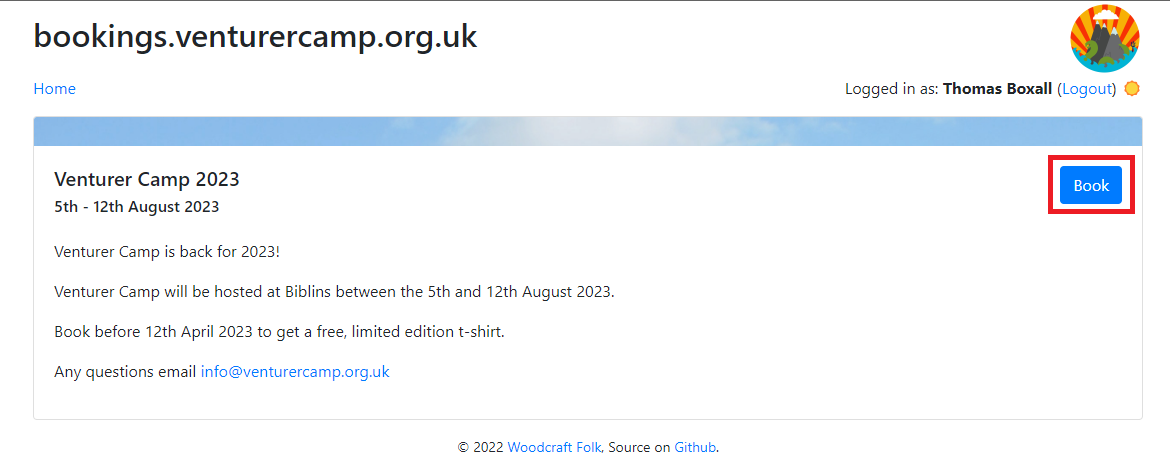 bookings.venturercamp.org.uk
Home
Logged in as: Thomas Boxall (Logout)
Venturer Camp 2023
Book
5th - 12th August 2023
Venturer Camp is back for 2023!
Venturer Camp will be hosted at Biblins between the 5th and 12th August 2023.
Book before 12th April 2023 to get a free, limited edition t-shirt.
Any questions email info@venturercamp.org.uk
© 2022 Woodcraft Folk, Source on Github.